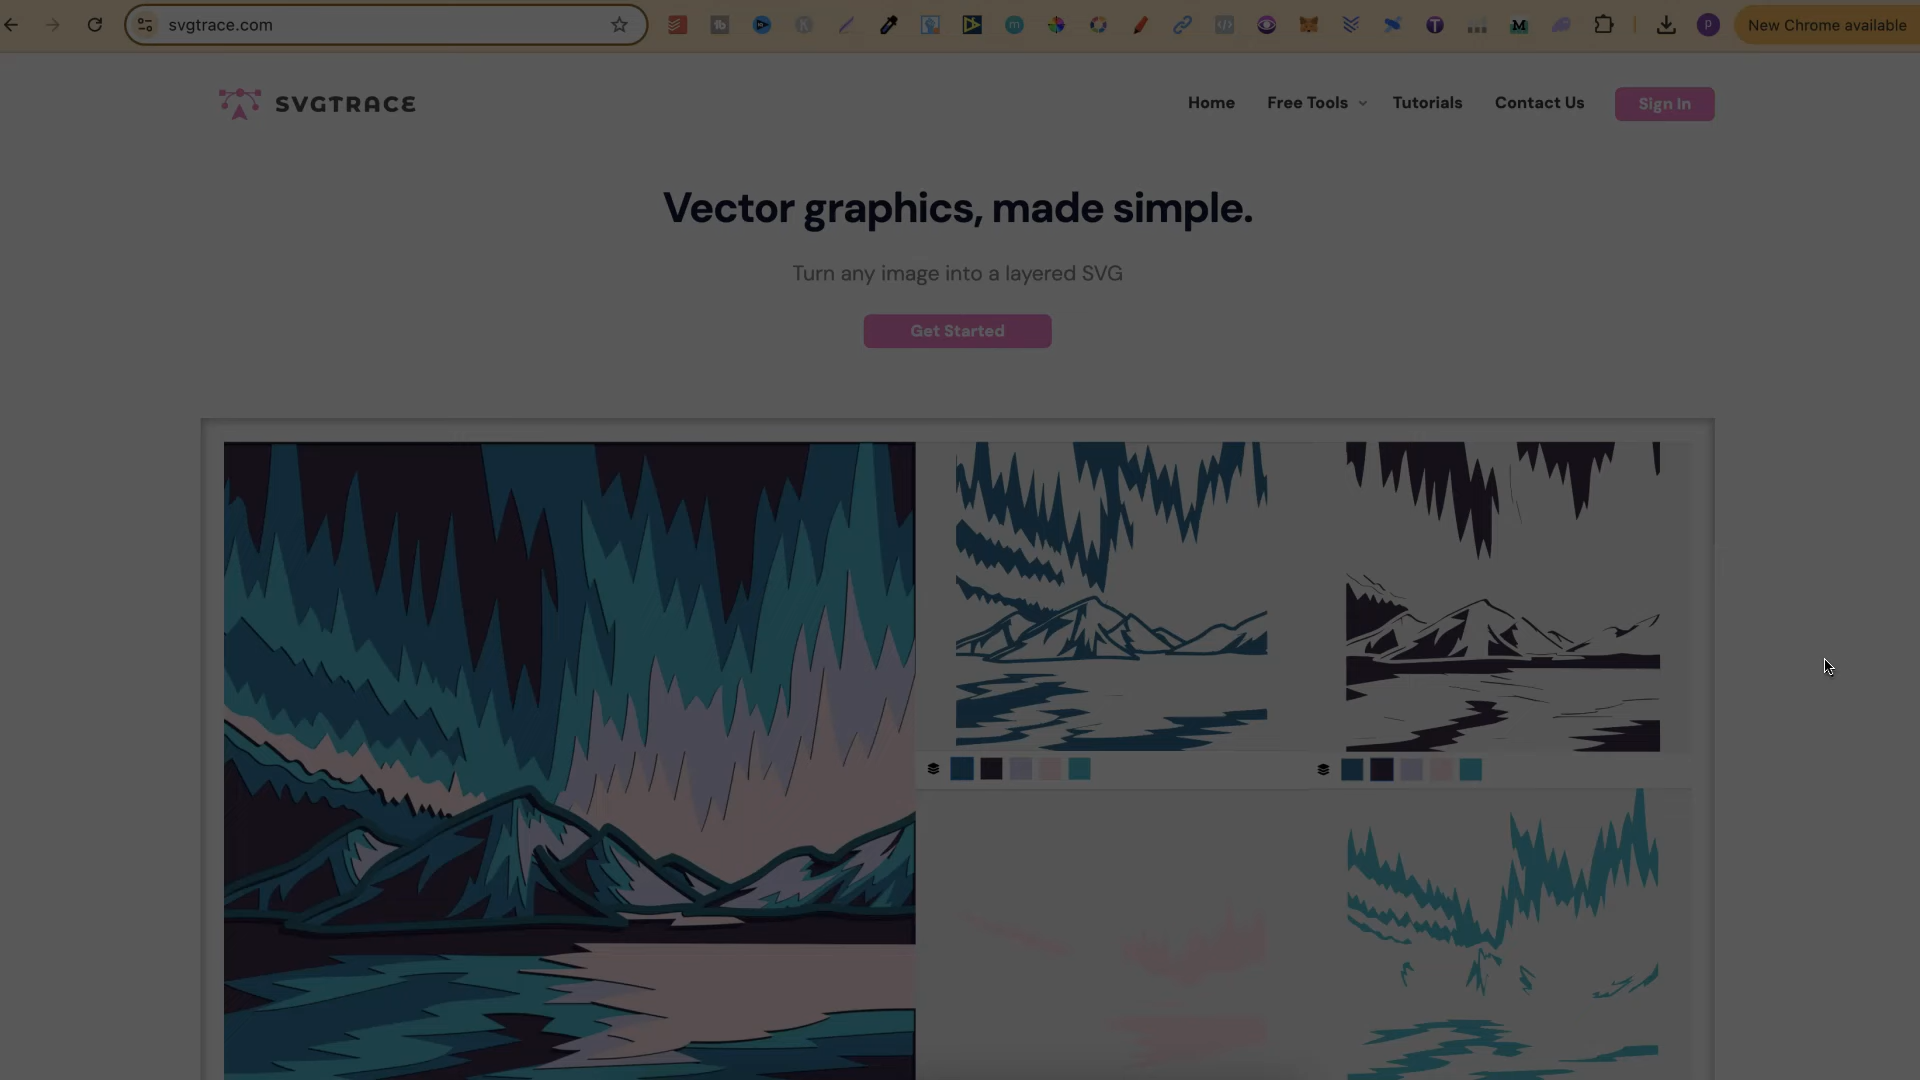 svgtrace.com
New Chrome available
SVGTRACE
Home
Free Tools
Tutorials
Contact Us
Sign In
Vector graphics, made simple.
Turn any image into a layered SVG
Get Started